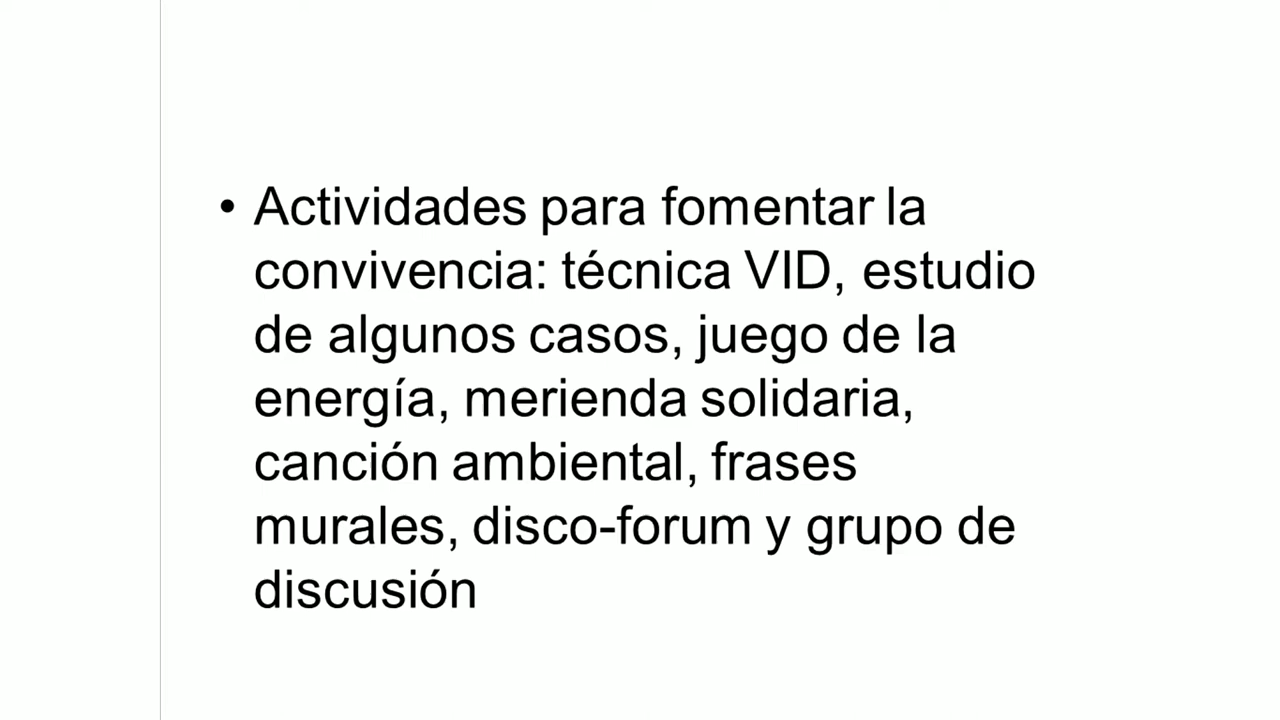 • Actividades para fomentar la
convivencia: técnica VID, estudio
de algunos casos, juego de la
energía, merienda solidaria,
canción ambiental, frases
murales, disco-forum y grupo de
discusión